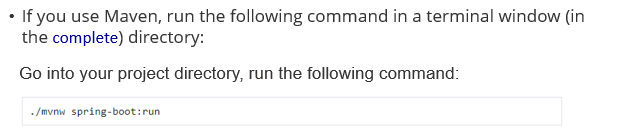 • If you use Maven, run the following command in a terminal window (in
the complete) directory:
Go into your project directory, run the following command:
./mvnw spring-boot:run